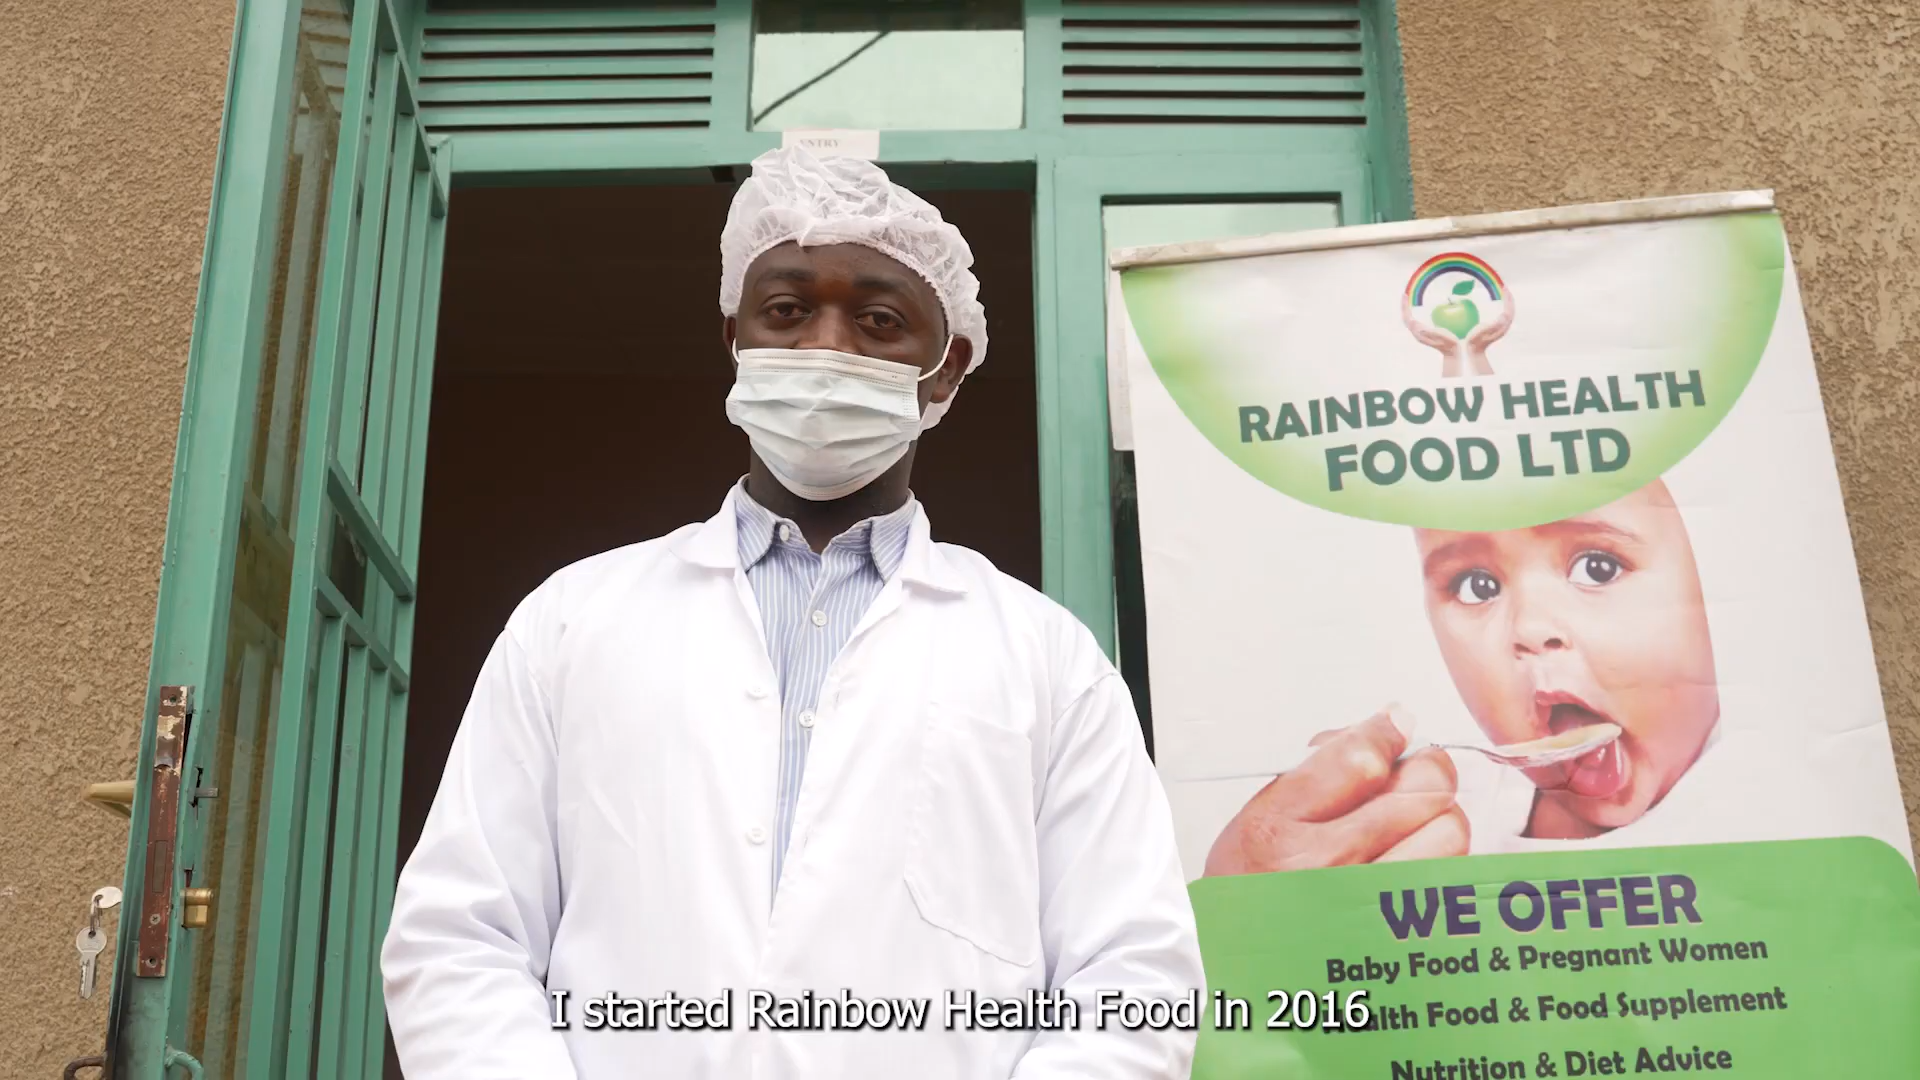 ENTRY
RAINBOW HEALTH
FOOD LTD
WE OFFER
Baby Food & Pregnant Women
Health Food & Food Supplement
Nutrition & Diet Advice
I started Rainbow Health Food in 2016